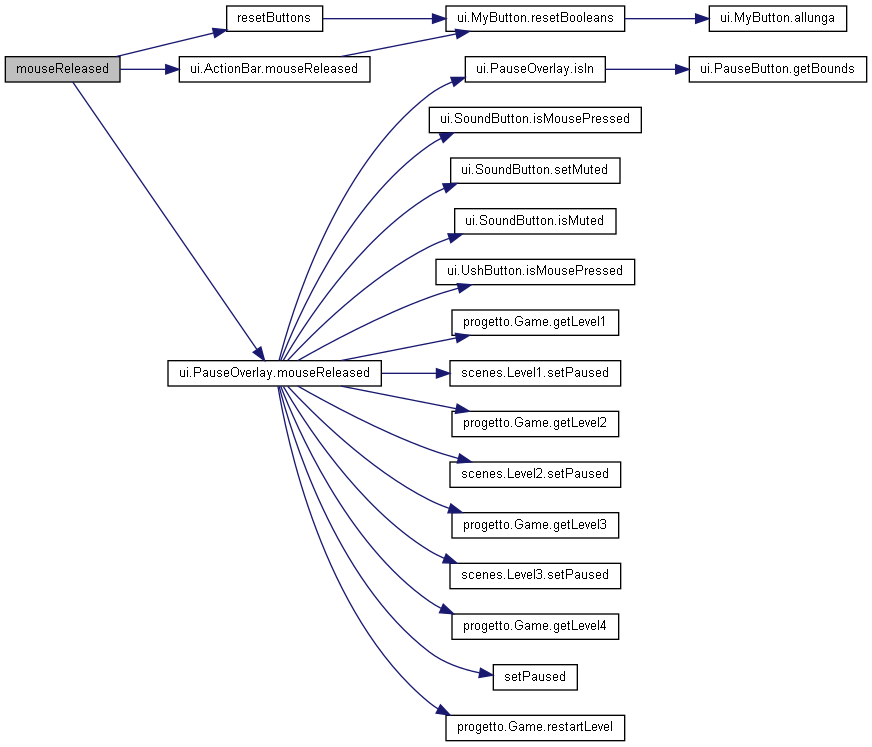 resetButtons
ui.MyButton.resetBooleans
ui.MyButton.allunga
mouseReleased
ui.ActionBar.mouseReleased
ui.PauseOverlay.isIn
ui.PauseButton.getBounds
ui.SoundButton.isMousePressed
ui.SoundButton.setMuted
ui.SoundButton.isMuted
ui.UshButton.isMousePressed
progetto.Game.getLevel1
ui.PauseOverlay.mouseReleased
scenes.Level1.setPaused
progetto.Game.getLevel2
scenes.Level2.setPaused
progetto.Game.getLevel3
scenes.Level3.setPaused
progetto.Game.getLevel4
setPaused
progetto.Game.restartLevel